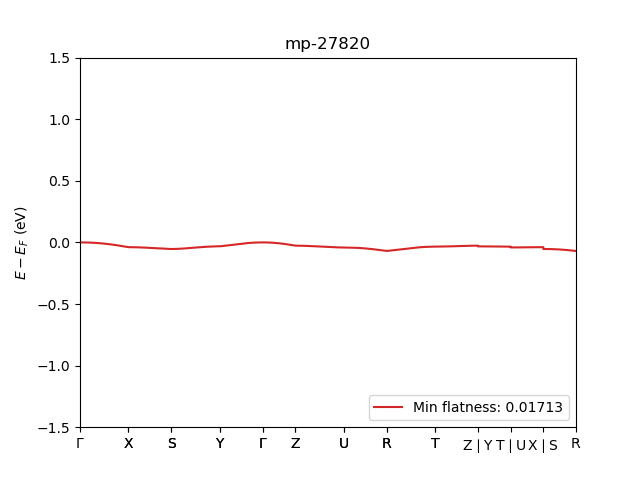 mp-27820
1.5
1.0
0.5
0.0
−0.5
−1.0
−1.5
E − E_F (eV)
Min flatness: 0.01713
Γ X S Y Γ Z U R T Z | Y T | U X | S R